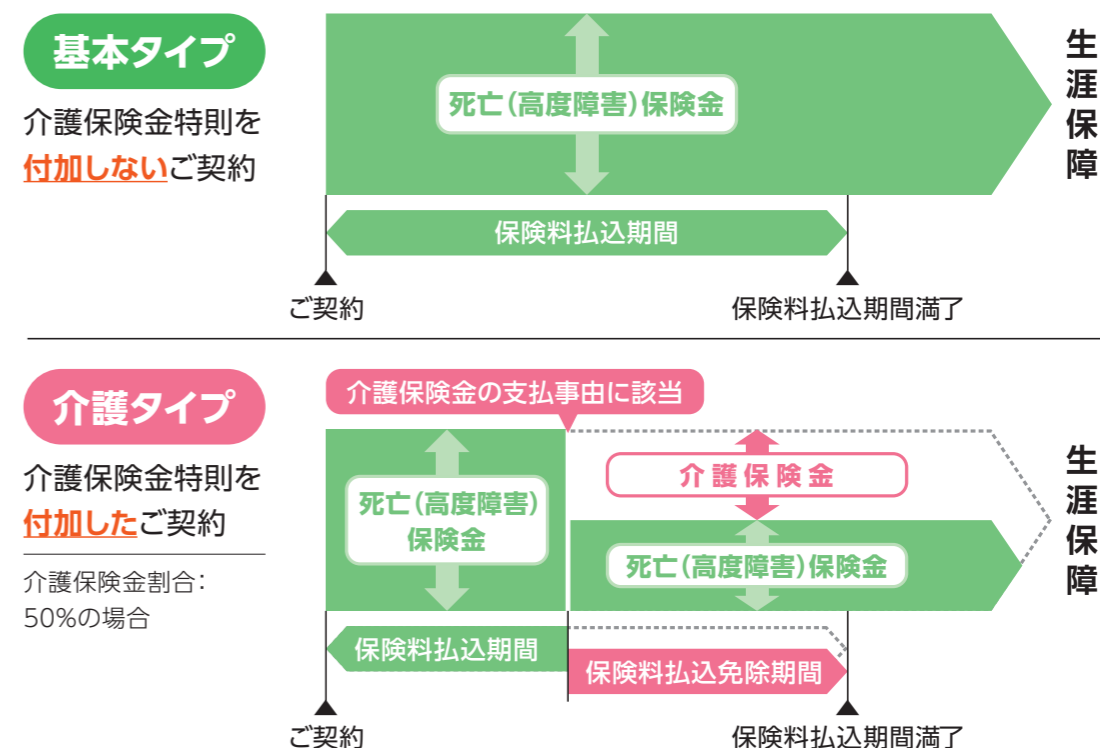 基本タイプ
介護保険金特則を
付加しないご契約
死亡(高度障害)保険金
生涯保障
保険料払込期間
ご契約
保険料払込期間満了
介護タイプ
介護保険金特則を
付加したご契約
介護保険金割合:
50%の場合
介護保険金の支払事由に該当
死亡(高度障害)
保険金
介護保険金
死亡(高度障害)保険金
生涯保障
保険料払込期間
保険料払込免除期間
ご契約
保険料払込期間満了